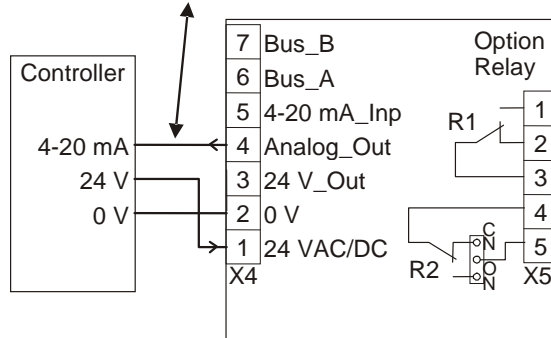 Controller
4-20 mA
24 V
0 V
7 Bus_B
6 Bus_A
5 4-20 mA_Inp
4 Analog_Out
3 24 V_Out
2 0 V
1 24 VAC/DC
X4
Option
Relay
R1
R2
C
N
O
N
1
2
3
4
5
X5